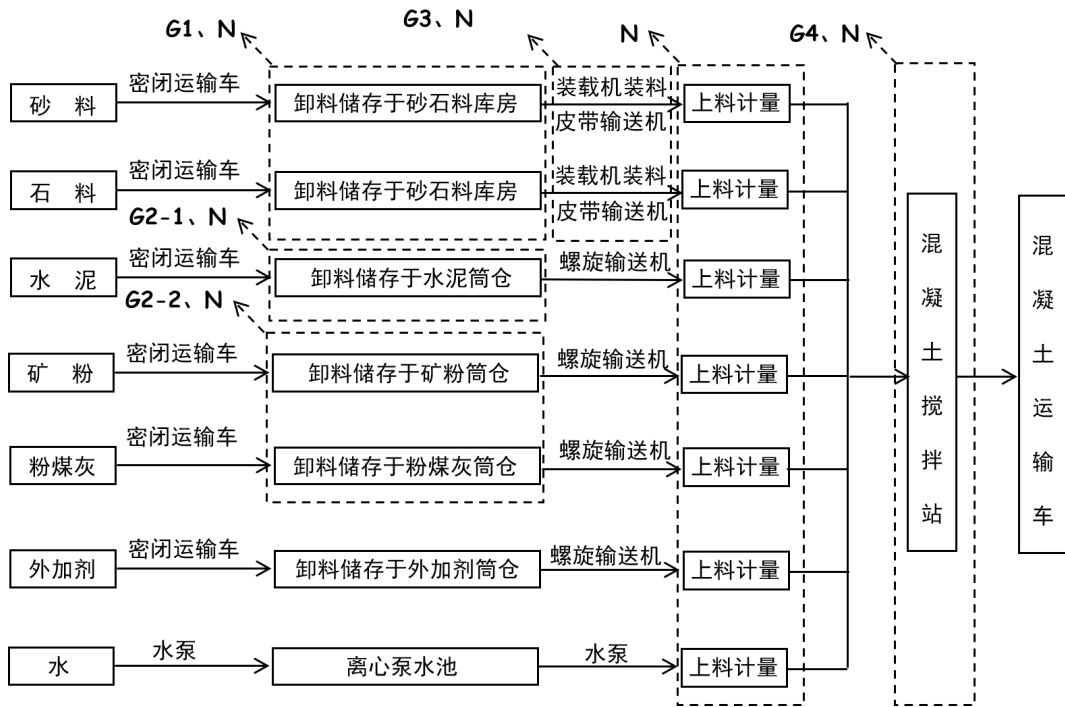 G1、N
G3、N
N
G4、N
砂 料
密闭运输车
卸料储存于砂石料库房
装载机装料
皮带输送机
上料计量
石 料
密闭运输车
卸料储存于砂石料库房
装载机装料
皮带输送机
上料计量
G2-1、N
水 泥
密闭运输车
卸料储存于水泥筒仓
螺旋输送机
上料计量
G2-2、N
矿 粉
密闭运输车
卸料储存于矿粉筒仓
螺旋输送机
上料计量
粉煤灰
密闭运输车
卸料储存于粉煤灰筒仓
螺旋输送机
上料计量
外加剂
密闭运输车
卸料储存于外加剂筒仓
螺旋输送机
上料计量
水
水泵
离心泵水池
水泵
上料计量
混凝土搅拌站
混凝土运输车